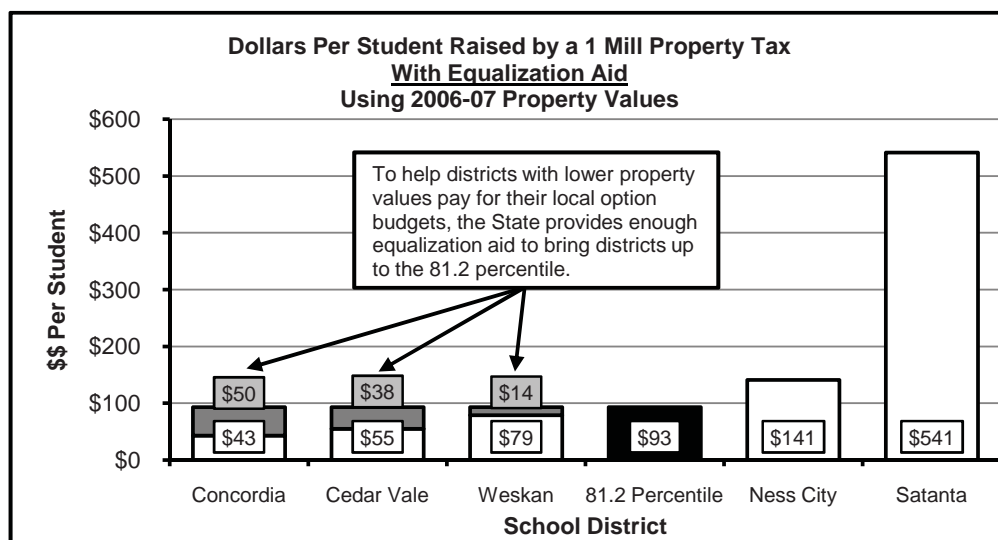 Dollars Per Student Raised by a 1 Mill Property Tax
With Equalization Aid
Using 2006-07 Property Values
$600
$500
$400
$300
$200
$100
$0
$$ Per Student
To help districts with lower property
values pay for their local option
budgets, the State provides enough
equalization aid to bring districts up
to the 81.2 percentile.
$50
$38
$14
$43
$55
$79
$93
$141
$541
Concordia
Cedar Vale
Weskan
81.2 Percentile
Ness City
Satanta
School District